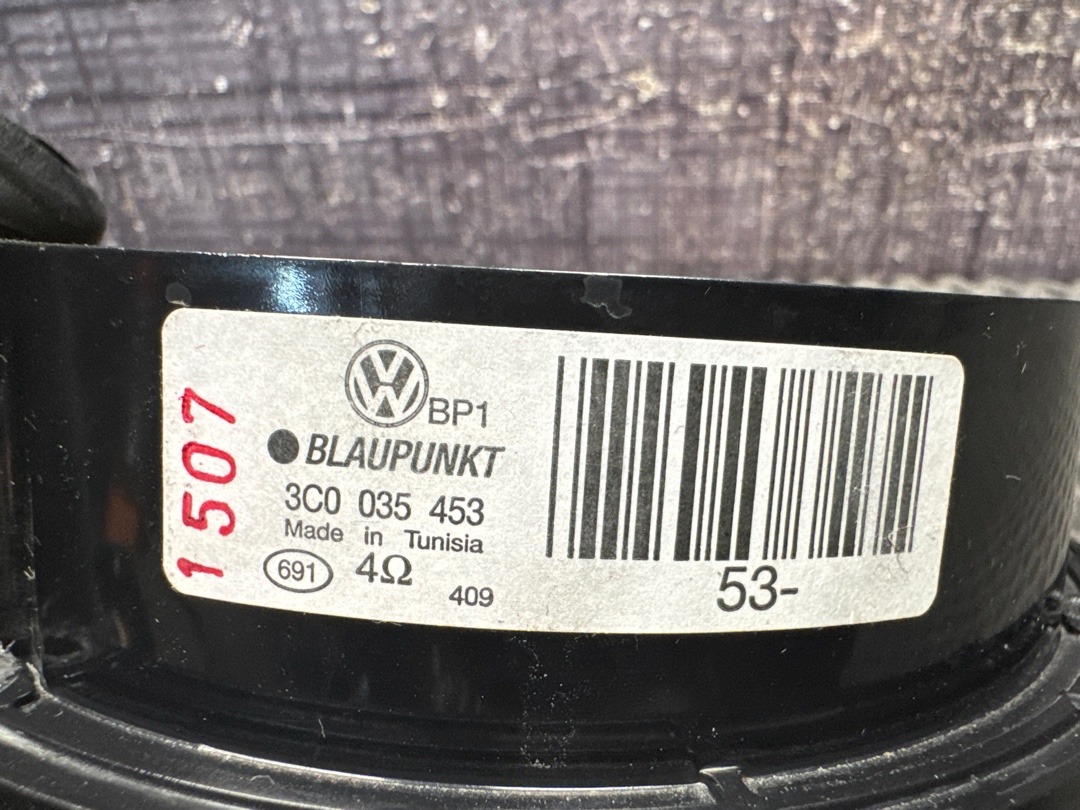 1507
BP1
BLAUPUNKT
3C0 035 453
Made in Tunisia
691 4Ω
409
53-